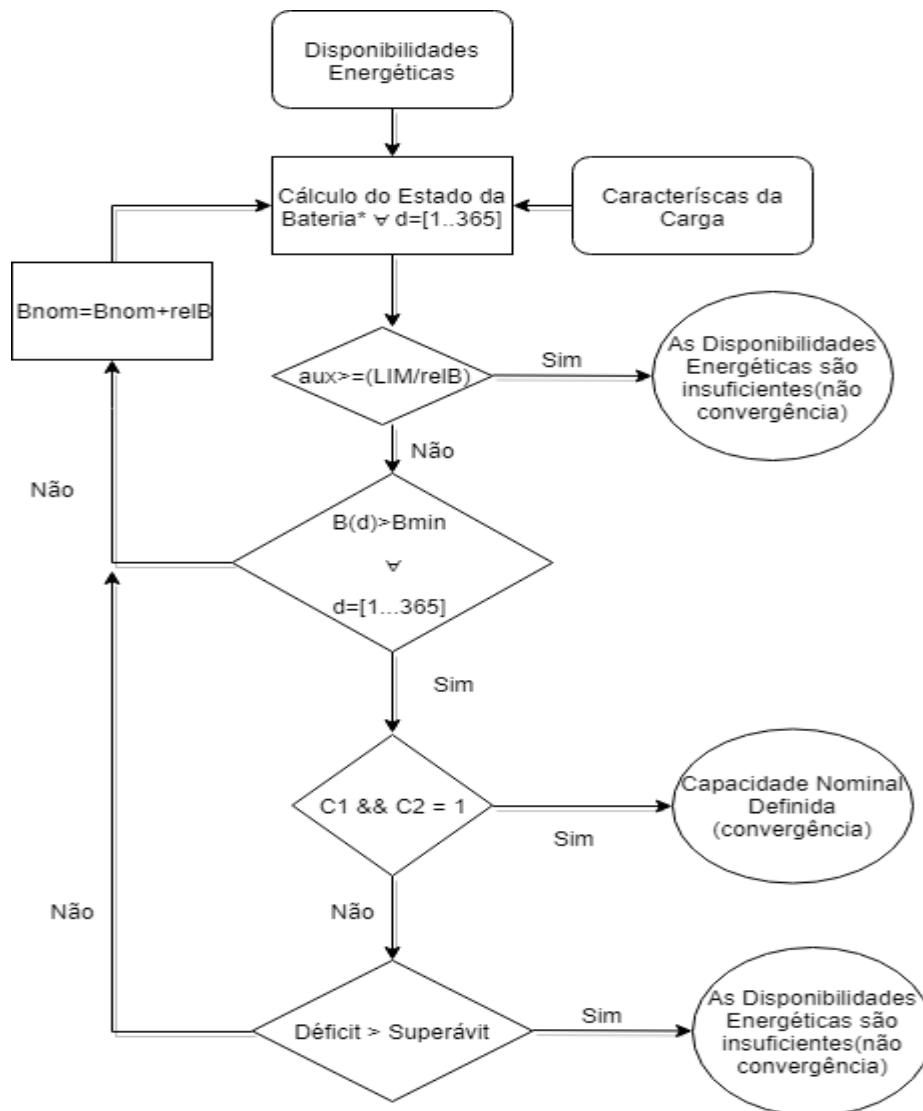 Disponibilidades
Energéticas
Cálculo do Estado da
Bateria* ∀ d=[1..365]
Caracteríscas da
Carga
Bnom=Bnom+relB
aux>=(LIM/relB)
Sim
As Disponibilidades
Energéticas são
insuficientes(não
convergência)
Não
Não
B(d)>Bmin
∀
d=[1...365]
Sim
C1 && C2 = 1
Sim
Capacidade Nominal
Definida
(convergência)
Não
Não
Déficit > Superávit
Sim
As Disponibilidades
Energéticas são
insuficientes(não
convergência)